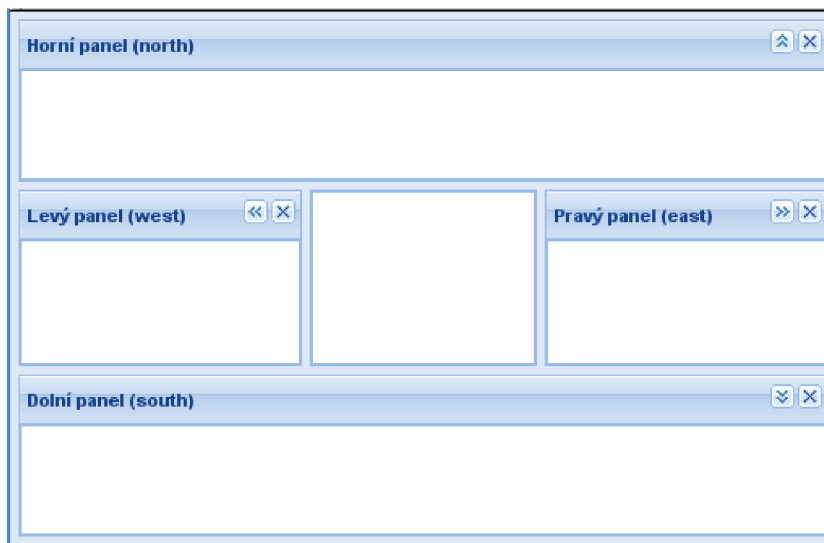 Horní panel (north)
Levý panel (west)
Pravý panel (east)
Dolní panel (south)